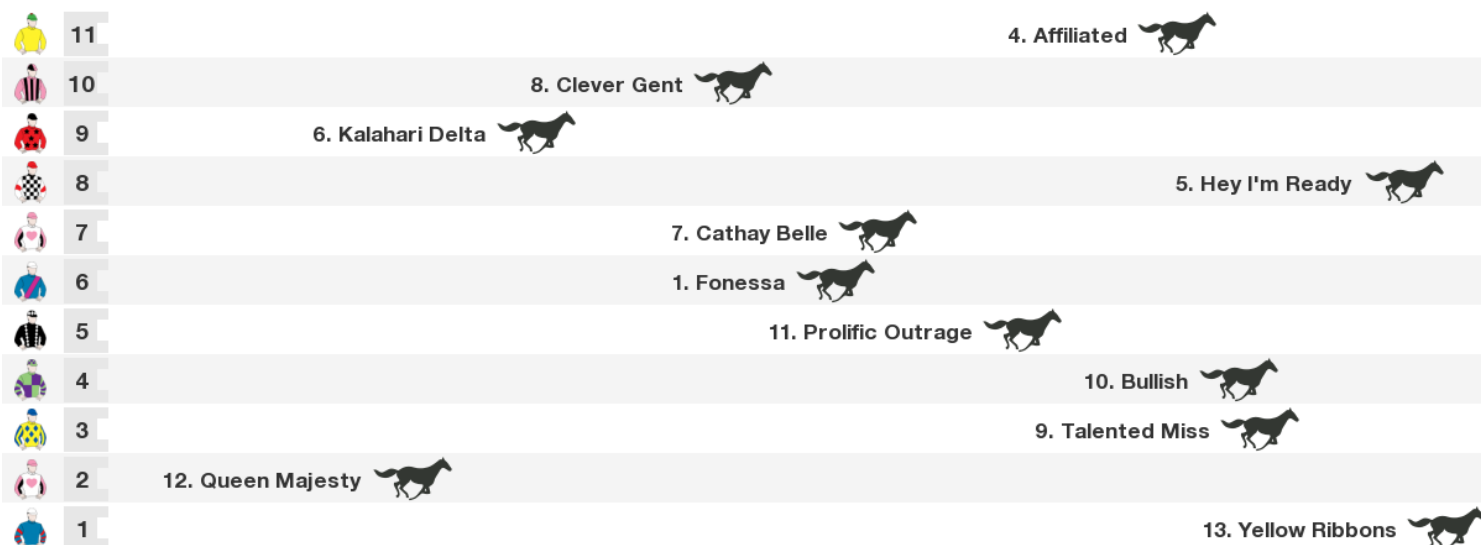 11 4. Affiliated
10 8. Clever Gent
9 6. Kalahari Delta
8 5. Hey I'm Ready
7 7. Cathay Belle
6 1. Fonessa
5 11. Prolific Outrage
4 10. Bullish
3 9. Talented Miss
2 12. Queen Majesty
1 13. Yellow Ribbons